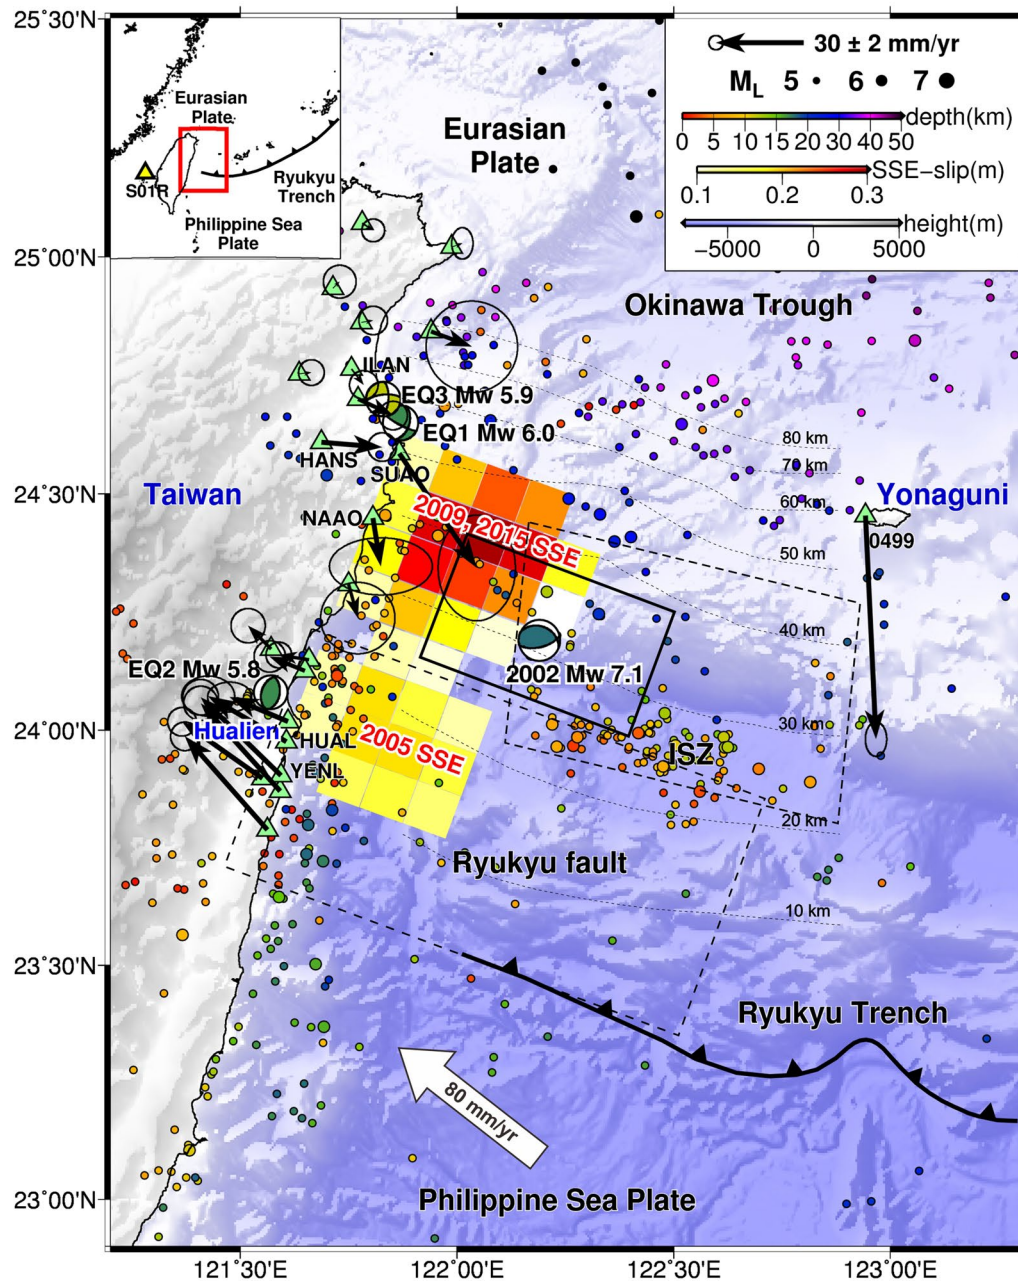 25°30'N
25°00'N
24°30'N
24°00'N
23°30'N
23°00'N
121°30'E
122°00'E
122°30'E
123°00'E
Eurasian
Plate
S01R
Ryukyu
Trench
Philippine Sea
Plate
30 ± 2 mm/yr
ML 5 6 7
depth(km)
0 5 10 15 20 30 40 50
SSE−slip(m)
0.1 0.2 0.3
height(m)
−5000 0 5000
Eurasian
Plate
Okinawa Trough
ILAN
EQ3 Mw 5.9
EQ1 Mw 6.0
HANS
SUAO
80 km
70 km
60 km
Taiwan
Yonaguni
NAAO
2009, 2015 SSE
0499
50 km
40 km
EQ2 Mw 5.8
2002 Mw 7.1
30 km
Hualien
HUAL
2005 SSE
ISZ
YENL
20 km
Ryukyu fault
10 km
Ryukyu Trench
80 mm/yr
Philippine Sea Plate